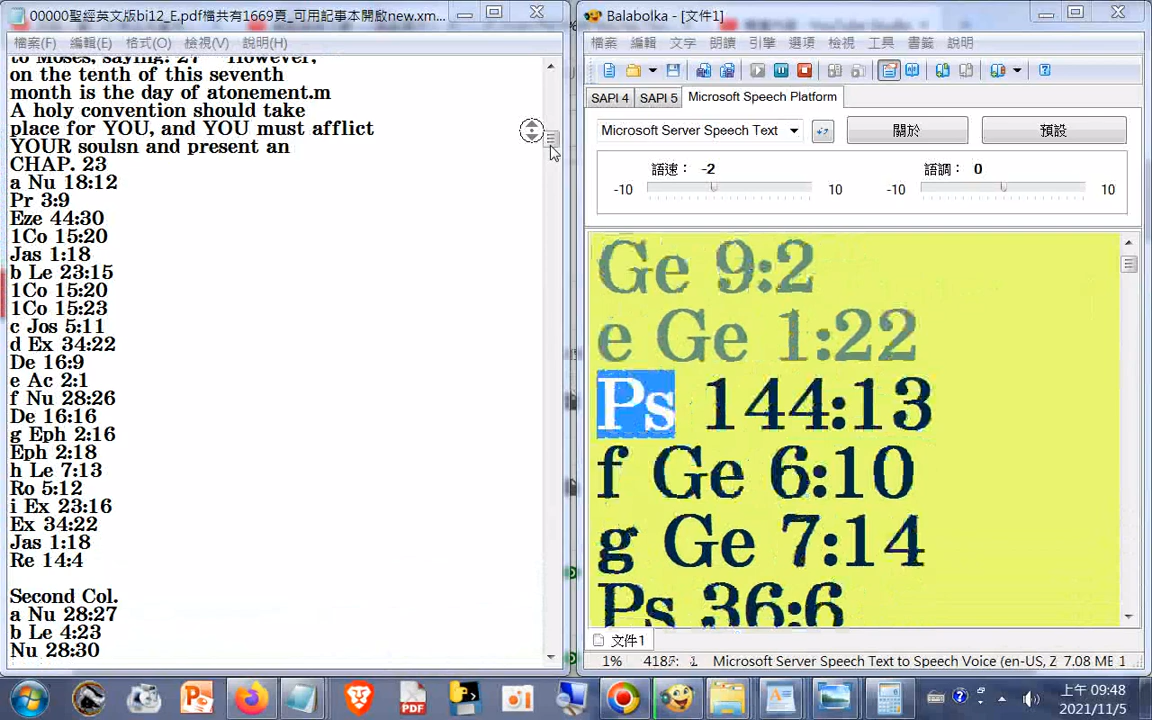 00000聖經英文版bi12_E.pdf檔共有1669頁_可用記事本開啟new.xm...
檔案(F) 編輯(E) 格式(O) 檢視(V) 說明(H)
to Moses, saying: 27 “However,
on the tenth of this seventh
month is the day of atonement.m
A holy convention should take
place for YOU, and YOU must afflict
YOUR soulsn and present an
CHAP. 23
a Nu 18:12
Pr 3:9
Eze 44:30
1Co 15:20
Jas 1:18
b Le 23:15
1Co 15:20
1Co 15:23
c Jos 5:11
d Ex 34:22
De 16:9
e Ac 2:1
f Nu 28:26
De 16:16
g Eph 2:16
Eph 2:18
h Le 7:13
Ro 5:12
i Ex 23:16
Ex 34:22
Jas 1:18
Re 14:4
Second Col.
a Nu 28:27
b Le 4:23
Nu 28:30
Balabolka - [文件1]
檔案 編輯 文字 朗讀 引擎 選項 檢視 工具 書籤 說明
SAPI 4 SAPI 5 Microsoft Speech Platform
Microsoft Server Speech Text 關於 預設
語速： -2 語調： 0
-10 10 -10 10
Ge 9:2
e Ge 1:22
Ps 144:13
f Ge 6:10
g Ge 7:14
Ps 36:6
文件1
1% Microsoft Server Speech Text to Speech Voice (en-US, Z 7.08 ME 1
上午 09:48
2021/11/5